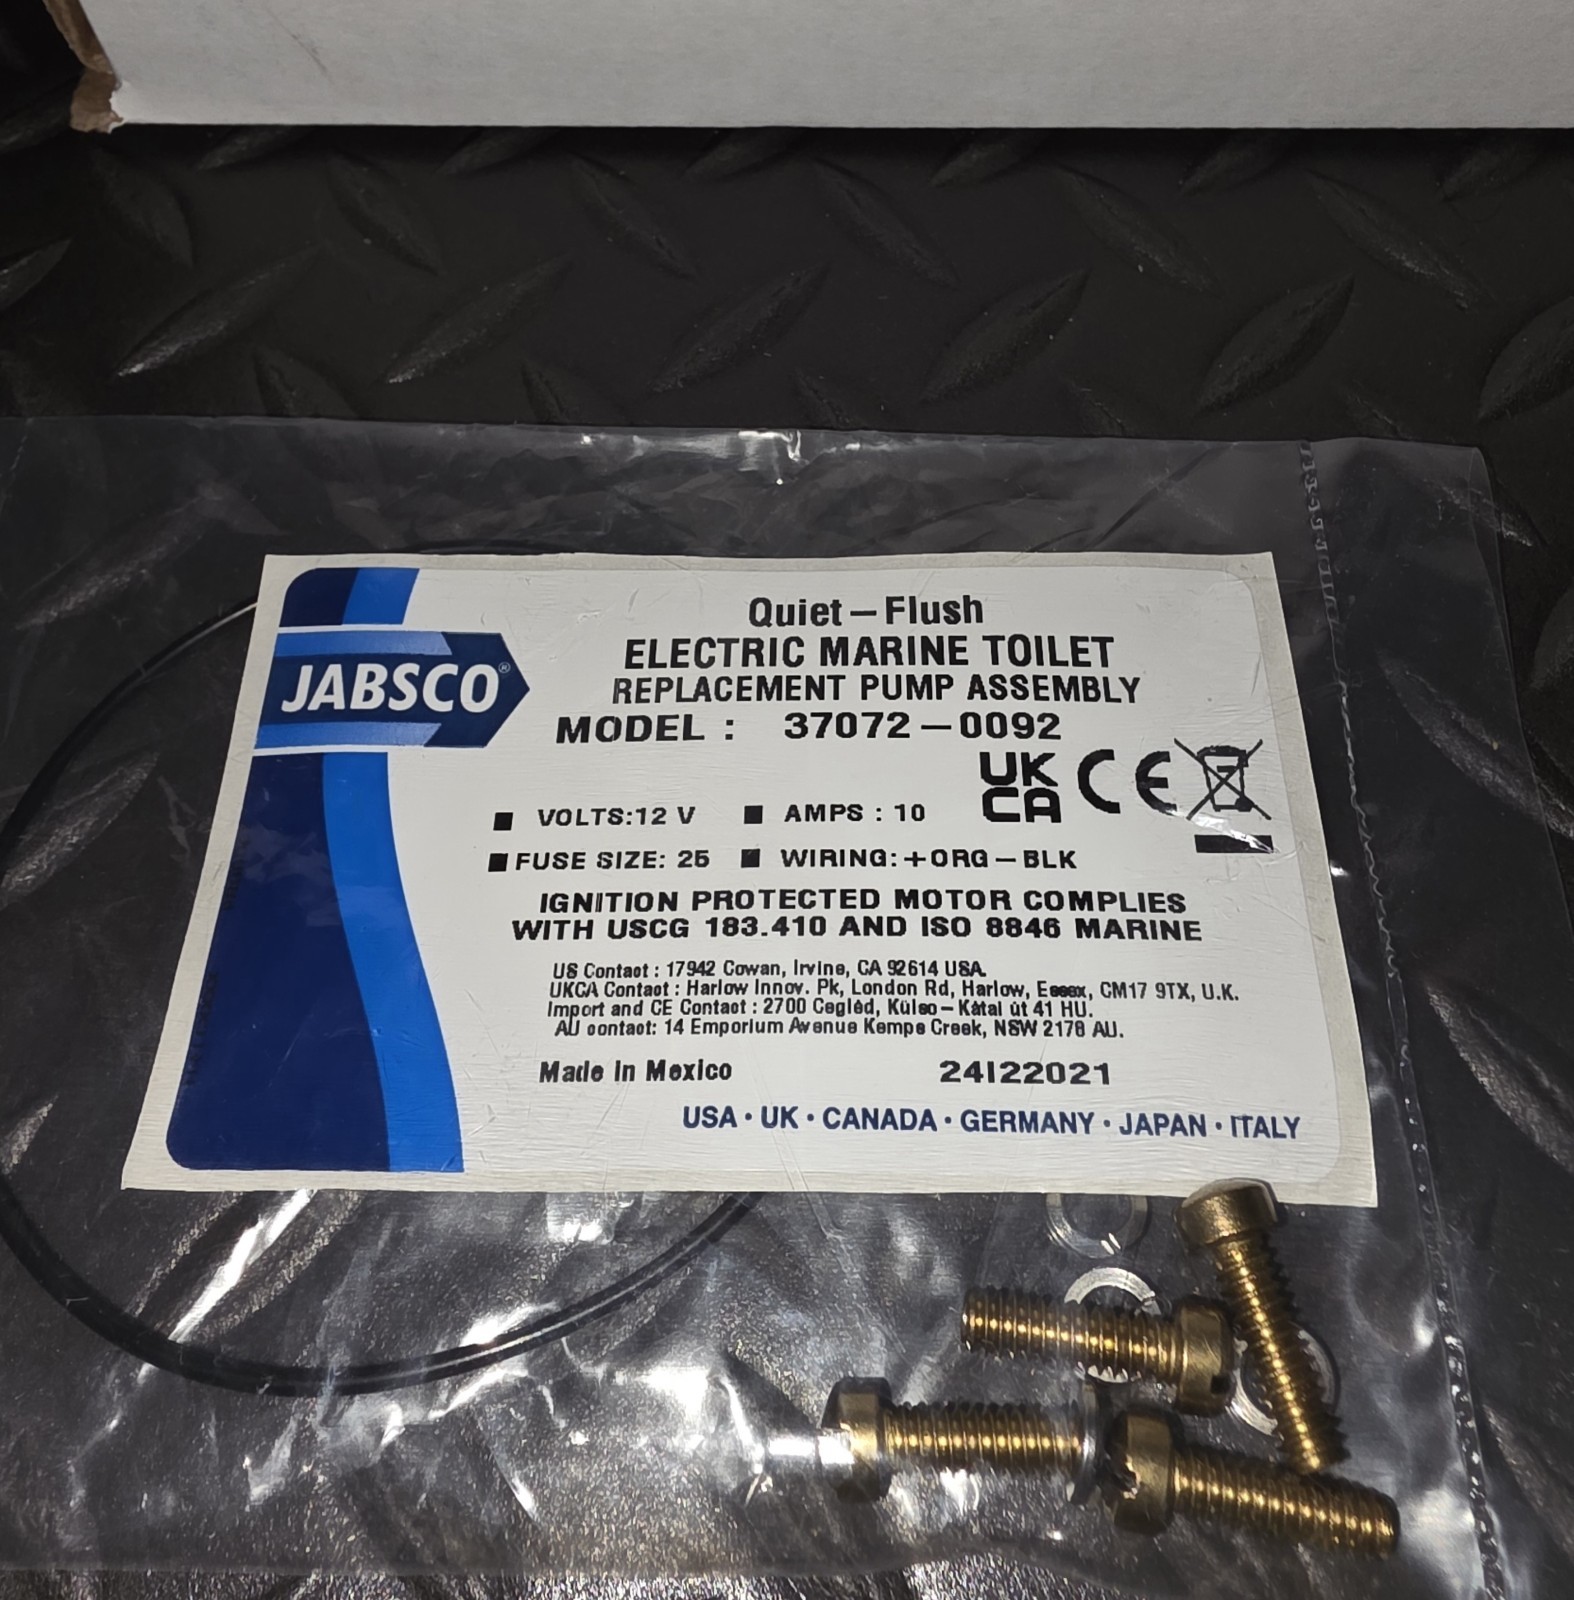 Quiet-Flush
ELECTRIC MARINE TOILET
REPLACEMENT PUMP ASSEMBLY
JABSCO®
MODEL : 37072-0092
UK CA CE
VOLTS:12 V AMPS : 10
FUSE SIZE: 25 WIRING:+ORG-BLK
IGNITION PROTECTED MOTOR COMPLIES
WITH USCG 183.410 AND ISO 8846 MARINE
US Contact : 17942 Cowan, Irvine, CA 92614 USA.
UKCA Contact : Harlow Innov. Pk, London Rd, Harlow, Essex, CM17 9TX, U.K.
Import and CE Contact : 2700 Cegléd, Külso-Kátai út 41 HU.
AU contact: 14 Emporium Avenue Kemps Creek, NSW 2178 AU.
Made In Mexico 24I22021
USA · UK · CANADA · GERMANY · JAPAN · ITALY